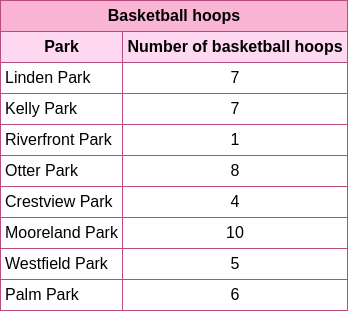 Basketball hoops
Park Number of basketball hoops
Linden Park 7
Kelly Park 7
Riverfront Park 1
Otter Park 8
Crestview Park 4
Mooreland Park 10
Westfield Park 5
Palm Park 6